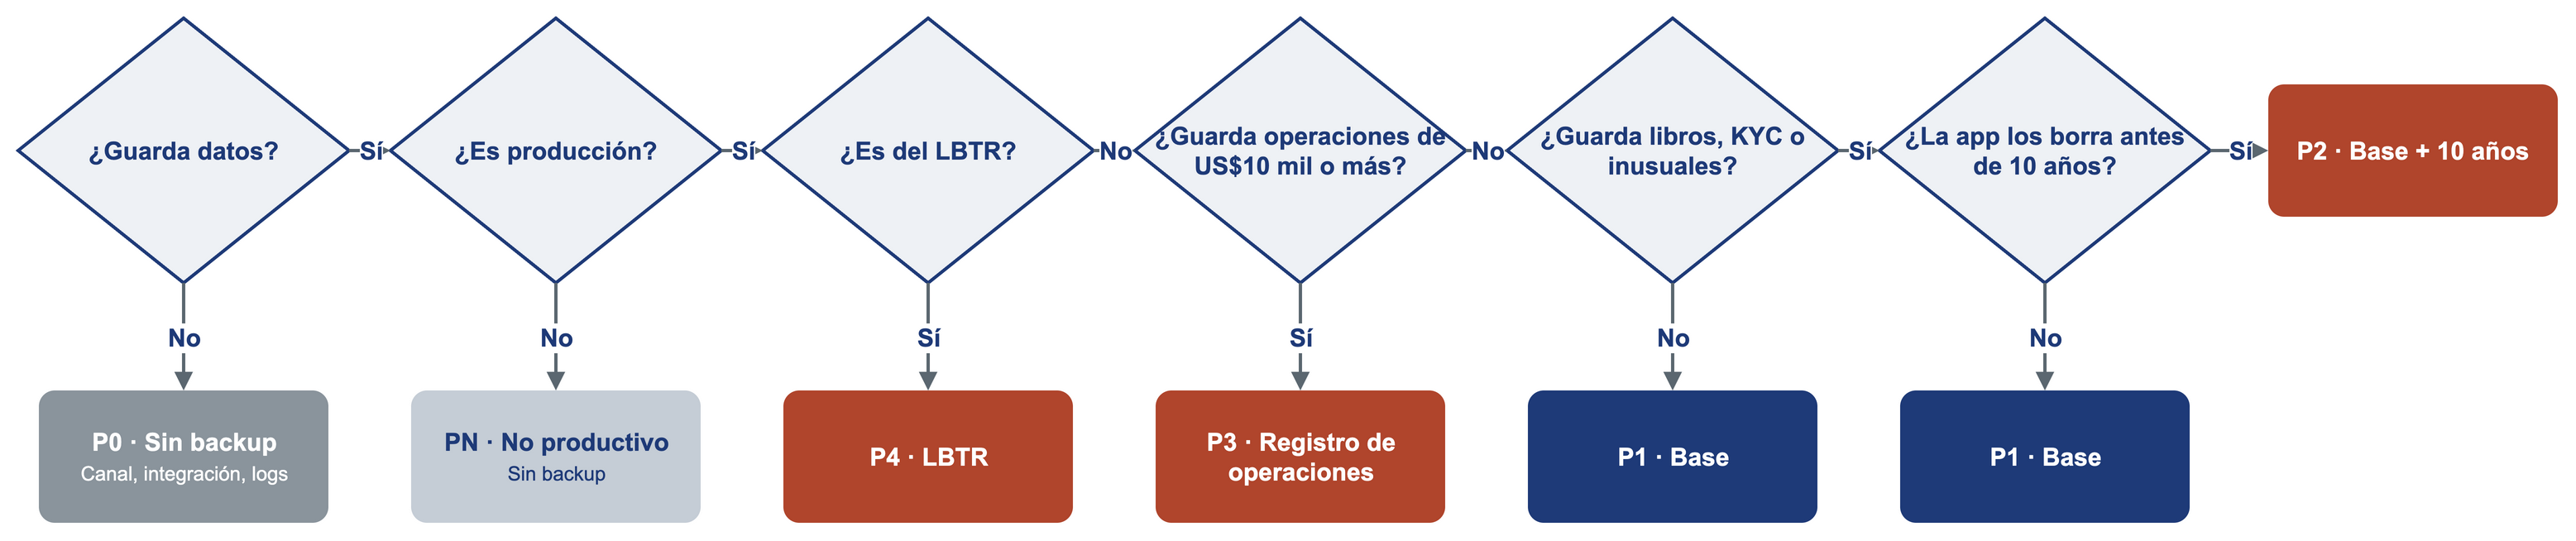 ¿Guarda datos?
Sí
¿Es producción?
Sí
¿Es del LBTR?
No
¿Guarda operaciones de
US$10 mil o más?
No
¿Guarda libros, KYC o
inusuales?
Sí
¿La app los borra antes
de 10 años?
Sí
P2 · Base + 10 años
No
No
Sí
Sí
No
No
P0 · Sin backup
Canal, integración, logs
PN · No productivo
Sin backup
P4 · LBTR
P3 · Registro de
operaciones
P1 · Base
P1 · Base